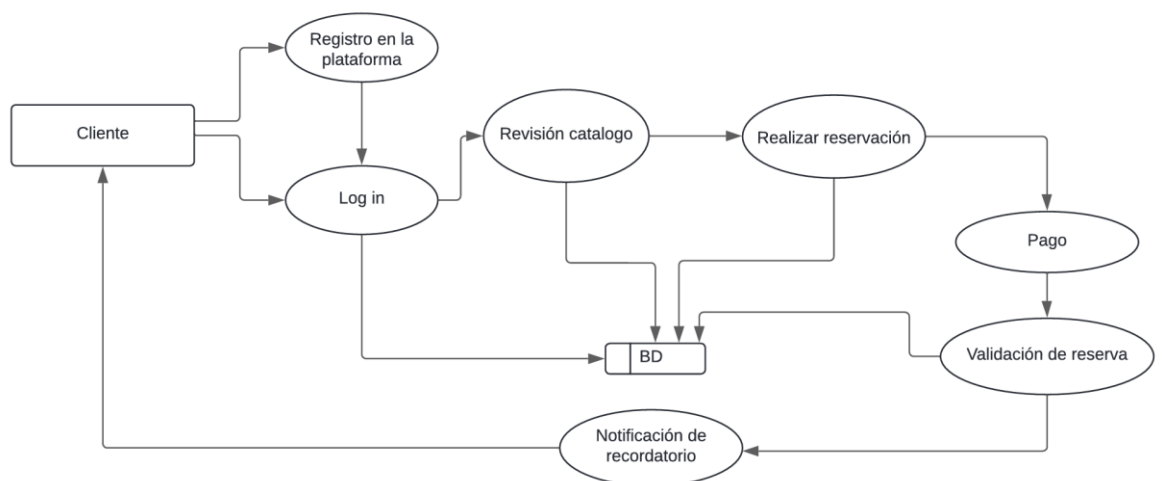 Registro en la
plataforma
Cliente
Revisión catalogo
Realizar reservación
Log in
Pago
BD
Validación de reserva
Notificación de
recordatorio